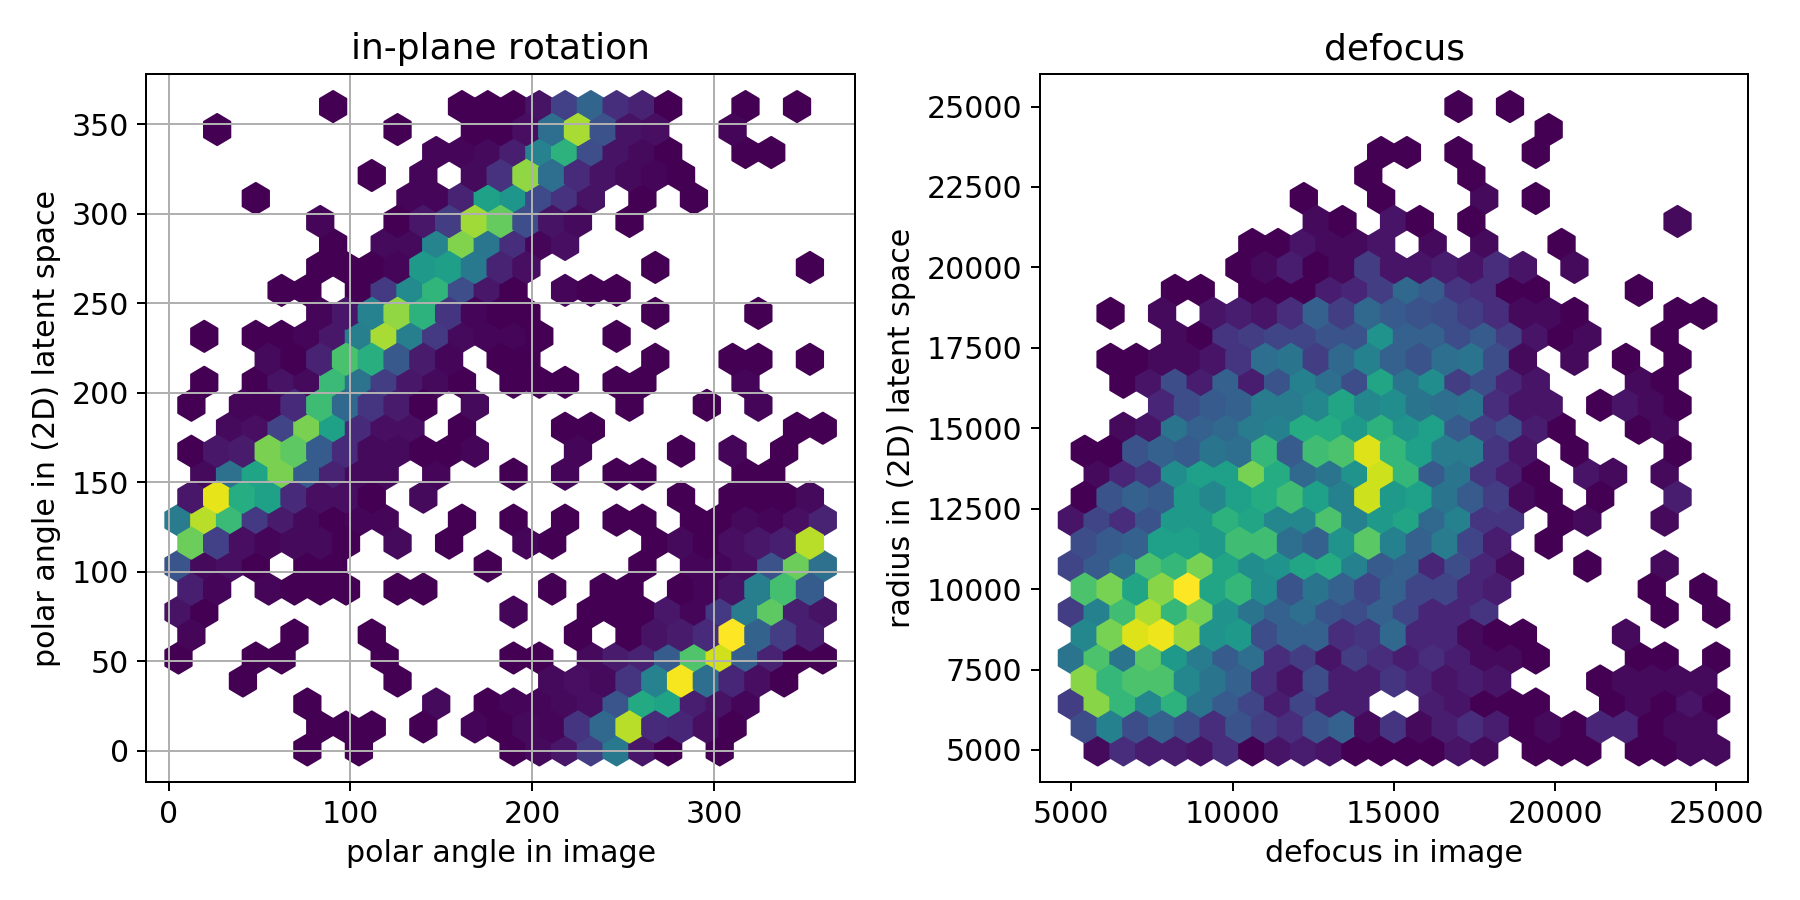 in-plane rotation
polar angle in (2D) latent space
350
300
250
200
150
100
50
0
0 100 200 300
polar angle in image
defocus
radius in (2D) latent space
25000
22500
20000
17500
15000
12500
10000
7500
5000
5000 10000 15000 20000 25000
defocus in image